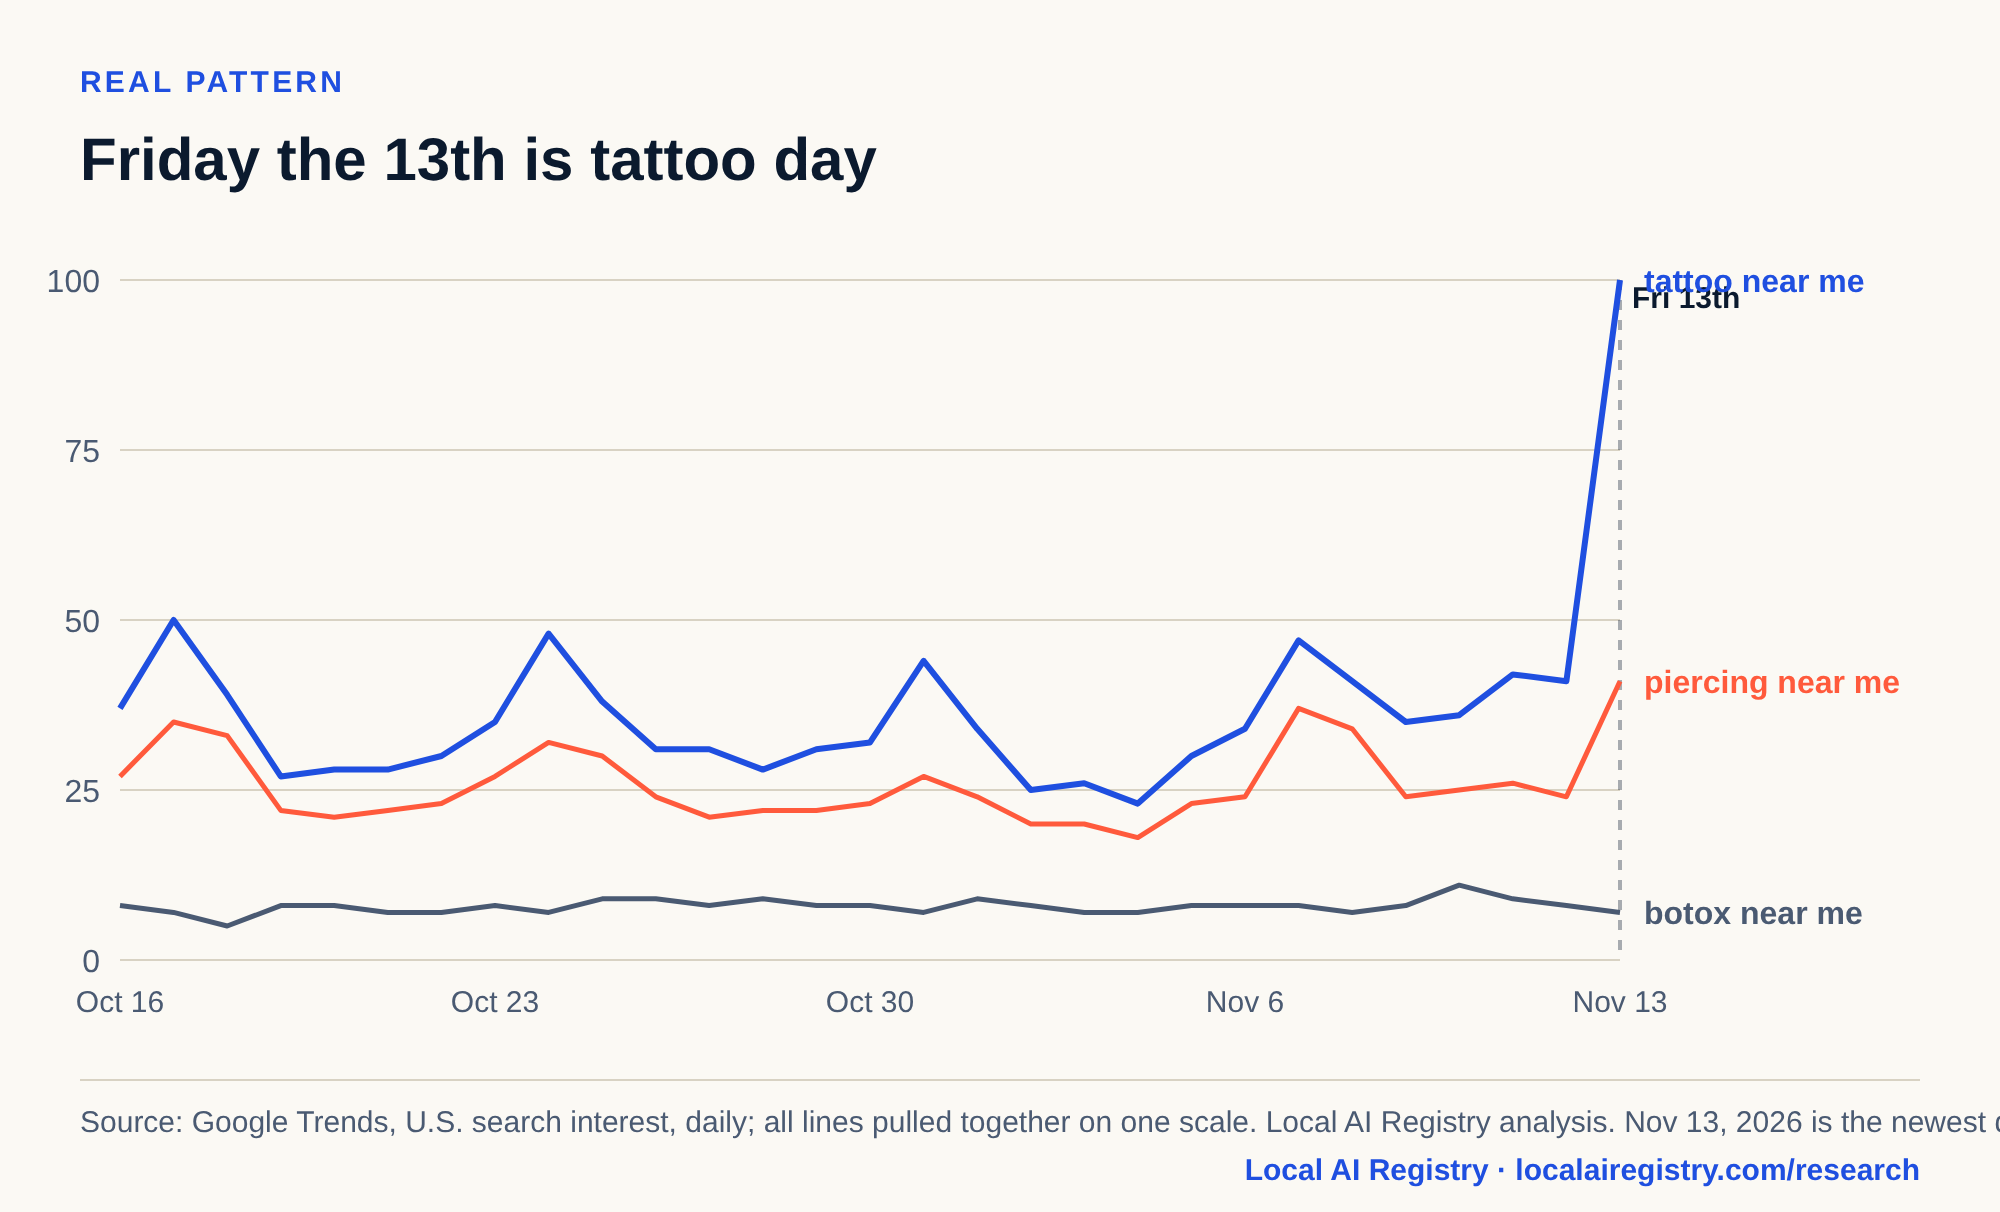 REAL PATTERN
Friday the 13th is tattoo day
100
tattoo near me
Fri 13th
75
50
piercing near me
25
botox near me
0
Oct 16 Oct 23 Oct 30 Nov 6 Nov 13
Source: Google Trends, U.S. search interest, daily; all lines pulled together on one scale. Local AI Registry analysis. Nov 13, 2026 is the newest
Local AI Registry · localairegistry.com/research